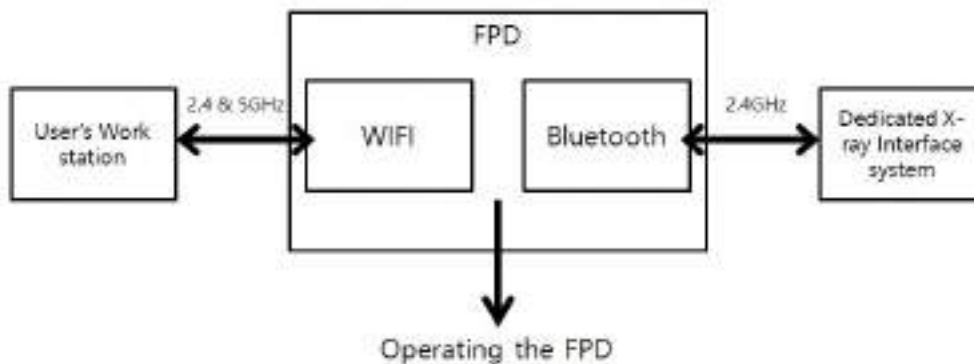 FPD
2.4 & 5GHz
2.4GHz
User's Work
station
WIFI
Bluetooth
Dedicated X-
ray Interface
system
Operating the FPD